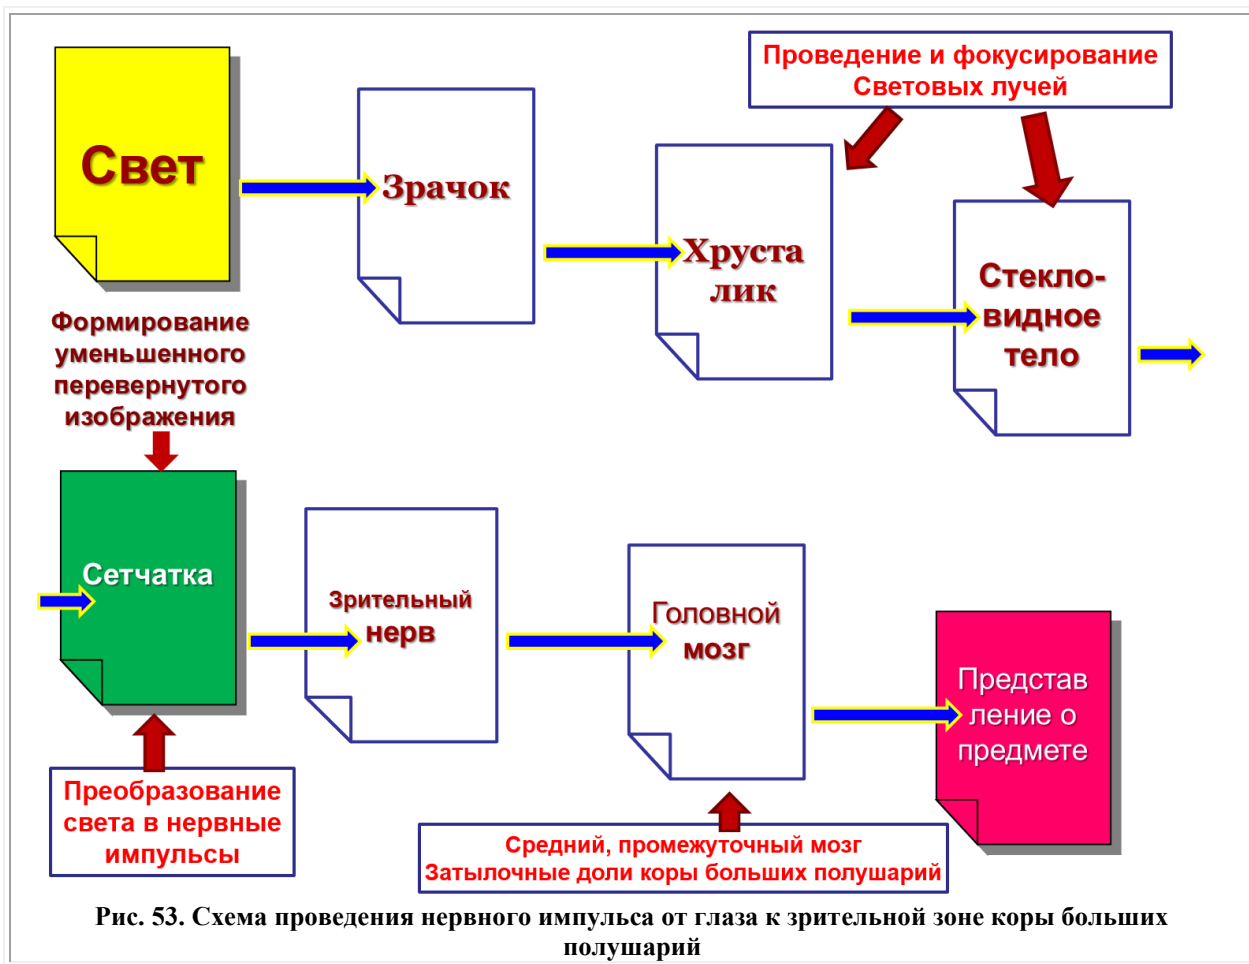 Свет
Зрачок
Хруста
лик
Проведение и фокусирование
Световых лучей
Стекло-
видное
тело
Формирование
уменьшенного
перевернутого
изображения
Сетчатка
Преобразование
света в нервные
импульсы
Зрительный
нерв
Головной
мозг
Средний, промежуточный мозг
Затылочные доли коры больших полушарий
Представ
ление о
предмете
Рис. 53. Схема проведения нервного импульса от глаза к зрительной зоне коры больших
полушарий